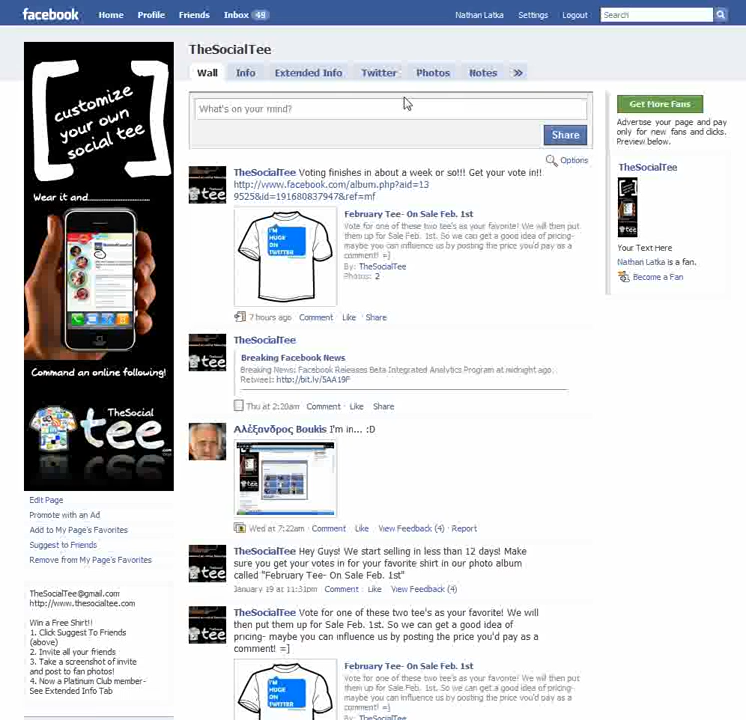 facebook Home Profile Friends Inbox 49 Nathan Latka Settings Logout Search
TheSocialTee
Wall Info Extended Info Twitter Photos Notes »
What's on your mind?
Share
Options
customize
your own
social tee
Wear it and
Command an online following!
TheSocial
tee
Edit Page
Promote with an Ad
Add to My Page's Favorites
Suggest to Friends
Remove from My Page's Favorites
TheSocialTee@gmail.com
http://www.thesocialtee.com
Win a Free Shirt!!
1. Click Suggest To Friends
(above)
2. Invite all your friends
3. Take a screenshot of invite
and post to fan photos!
4. Now a Platinum Club member-
See Extended Info Tab
TheSocialTee Voting finishes in about a week or so!!! Get your vote in!!
http://www.facebook.com/album.php?aid=13
9525&id=191680837947&ref=mf
I'M
HUGE
ON
TWITTER
February Tee- On Sale Feb. 1st
Vote for one of these two tee's as your favorite! We will then put
them up for Sale Feb. 1st. So we can get a good idea of pricing-
maybe you can influence us by posting the price you'd pay as a
comment! =]
By: TheSocialTee
Photos: 2
7 hours ago Comment Like Share
TheSocialTee
Breaking Facebook News
Breaking News: Facebook Releases Beta Integrated Analytics Program at midnight ago.
Retweet: http://bit.ly/5AA19F
Thu at 2:20am Comment · Like Share
Αλέξανδρος Boukis I'm in... :D
Wed at 7:22am · Comment Like View Feedback (4) · Report
TheSocialTee Hey Guys! We start selling in less than 12 days! Make
sure you get your votes in for your favorite shirt in our photo album
called "February Tee- On Sale Feb. 1st"
January 19 at 11:31pm Comment · Like View Feedback (4)
TheSocialTee Vote for one of these two tee's as your favorite! We will
then put them up for Sale Feb. 1st. So we can get a good idea of
pricing- maybe you can influence us by posting the price you'd pay as a
comment! =]
I'M
HUGE
ON
TWITTER
February Tee- On Sale Feb. 1st
Vote for one of these two tee's as your favorite! We will then put
them up for Sale Feb. 1st. So we can get a good idea of pricing-
maybe you can influence us by posting the price you'd pay as a
comment! =]
By: TheSocialTee
Get More Fans
Advertise your page and pay
only for new fans and clicks.
Preview below.
TheSocialTee
Your Text Here
Nathan Latka is a fan.
Become a Fan